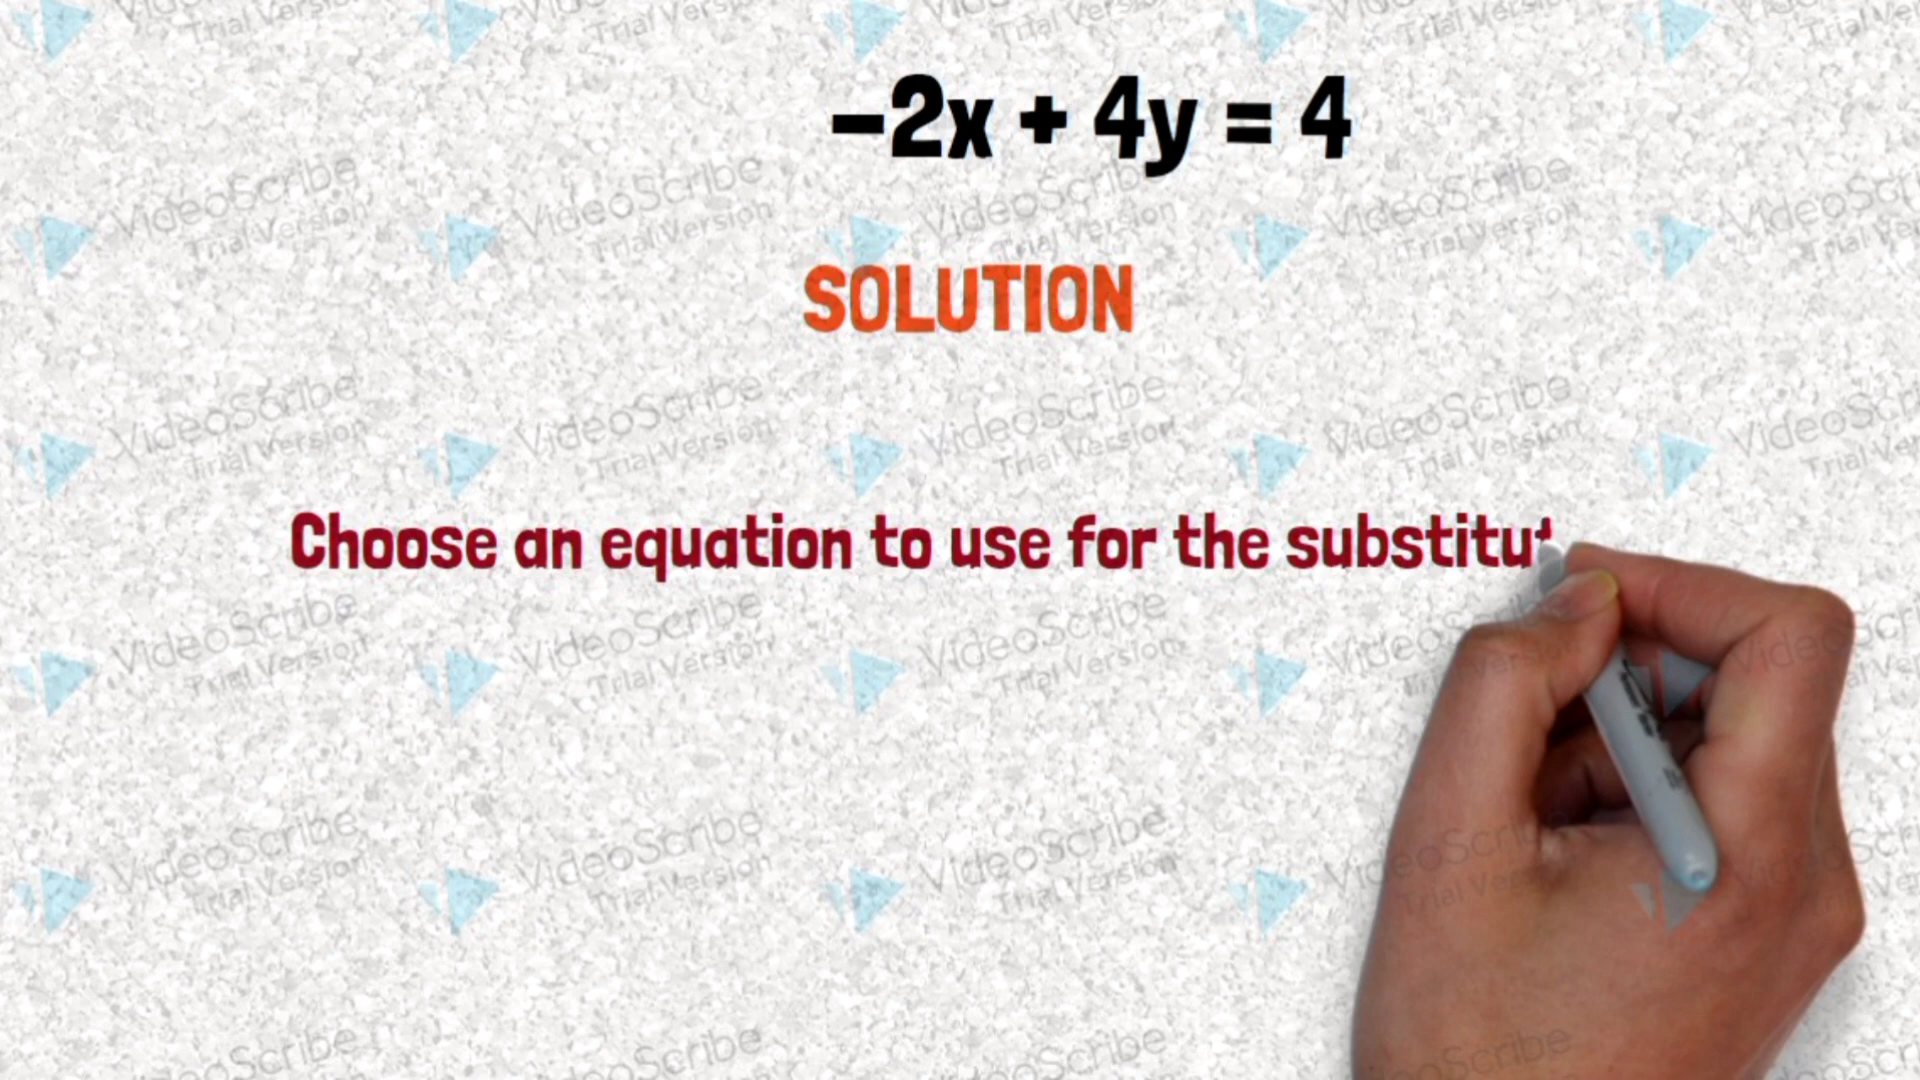 −2x + 4y = 4
SOLUTION
Choose an equation to use for the substitut